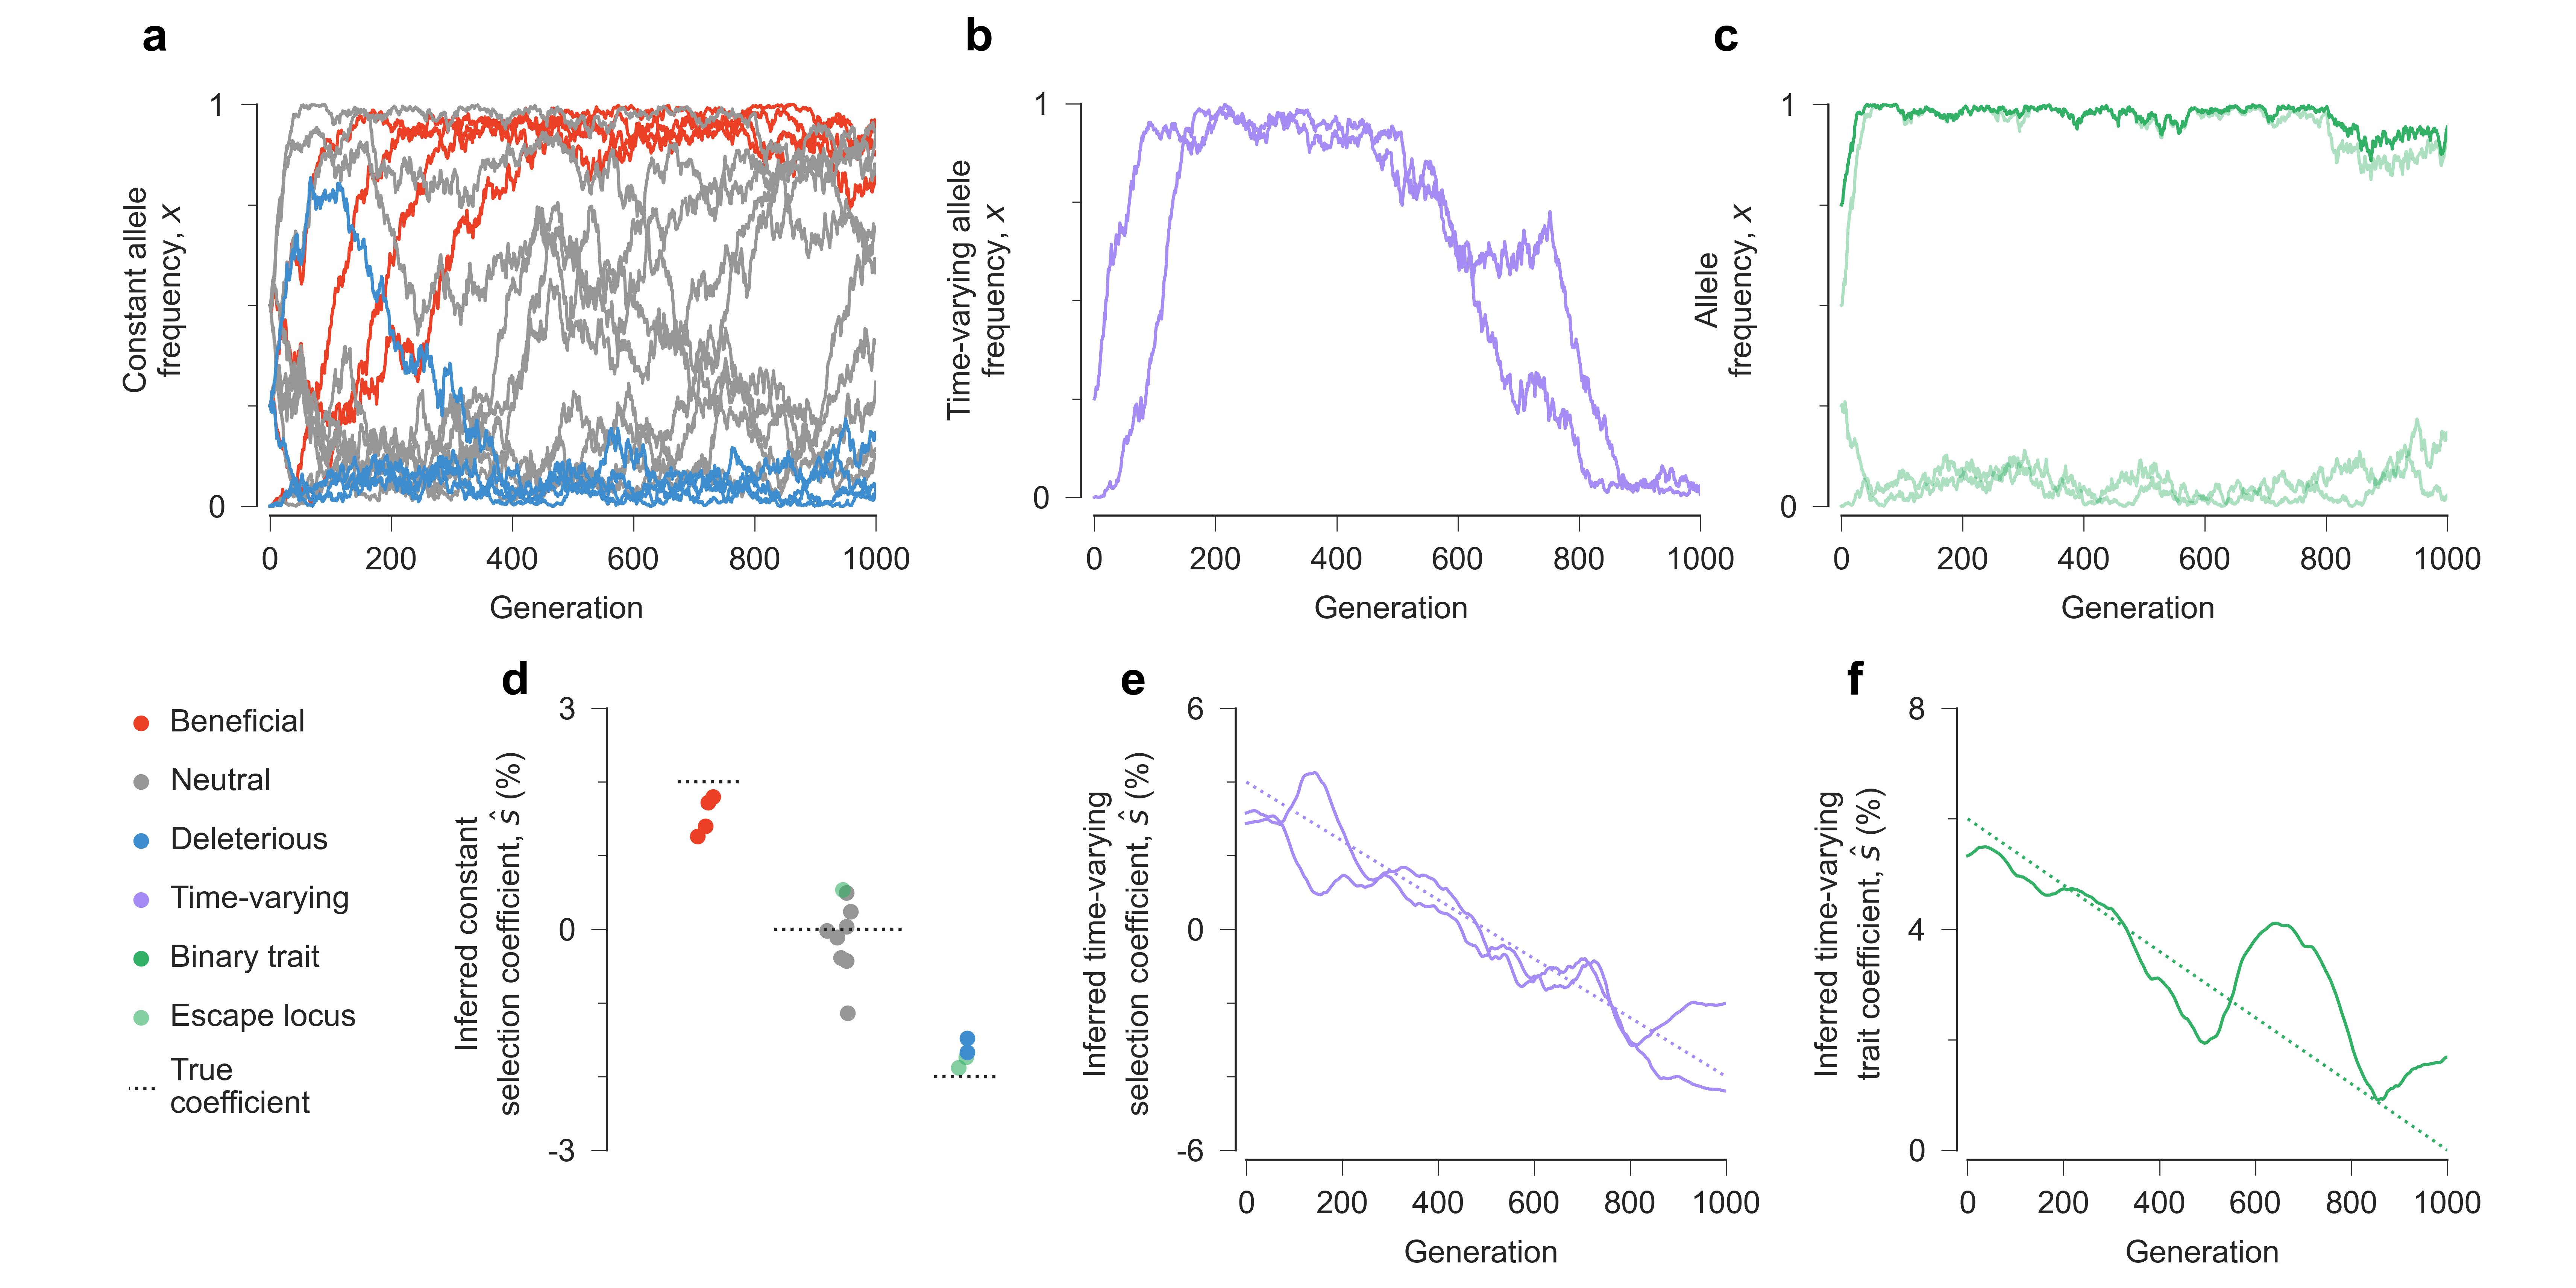 a
1
0
Constant allele
frequency, x
0 200 400 600 800 1000
Generation
b
1
0
Time-varying allele
frequency, x
0 200 400 600 800 1000
Generation
c
1
0
Allele
frequency, x
0 200 400 600 800 1000
Generation
Beneficial
Neutral
Deleterious
Time-varying
Binary trait
Escape locus
True
coefficient
d
3
0
-3
Inferred constant
selection coefficient, ŝ (%)
e
6
0
-6
Inferred time-varying
selection coefficient, ŝ (%)
0 200 400 600 800 1000
Generation
f
8
4
0
Inferred time-varying
trait coefficient, ŝ (%)
0 200 400 600 800 1000
Generation